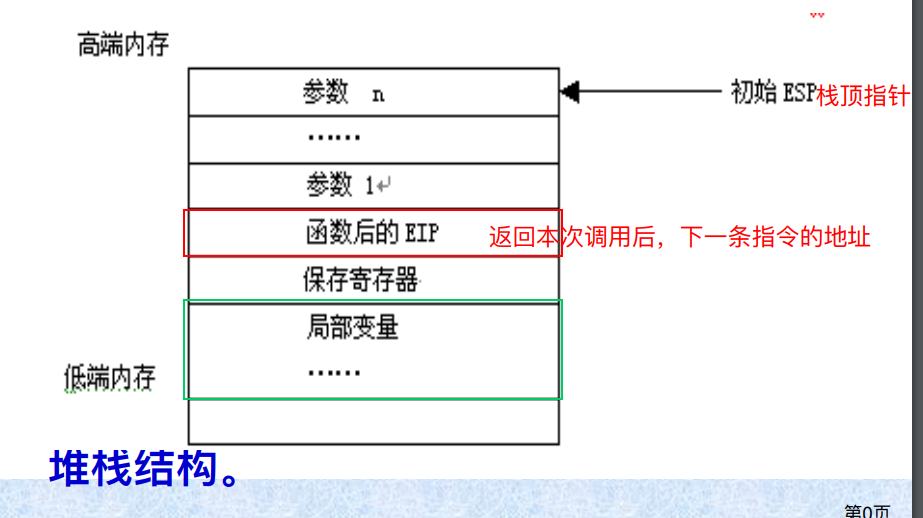 高端内存
参数 n
初始 ESP栈顶指针
……
参数 1↵
函数后的 EIP
返回本次调用后，下一条指令的地址
保存寄存器
局部变量
……
低端内存
堆栈结构。
第0页